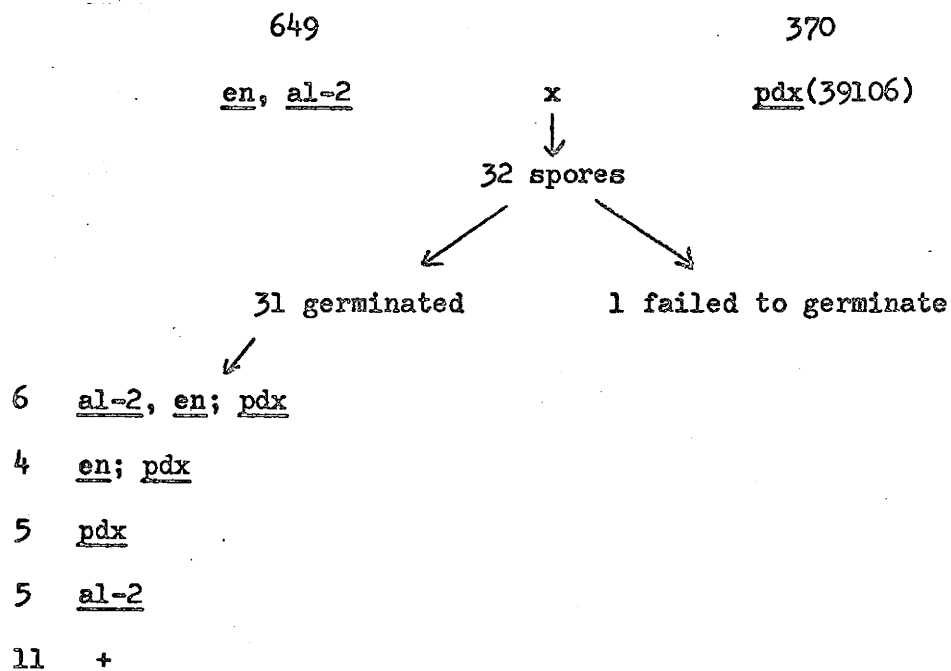 649 370
en, al-2 x pdx(39106)
32 spores
31 germinated 1 failed to germinate
6 al-2, en; pdx
4 en; pdx
5 pdx
5 al-2
11 +